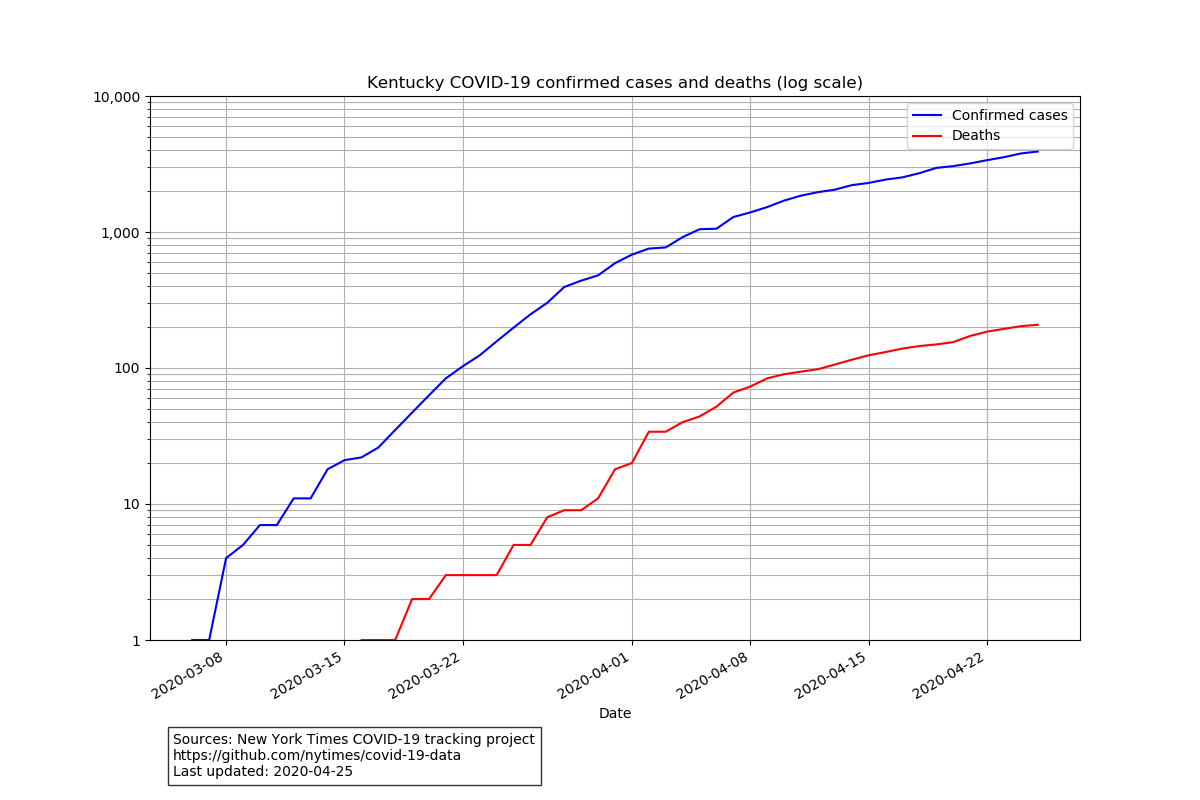 Kentucky COVID-19 confirmed cases and deaths (log scale)
10,000
1,000
100
10
1
Confirmed cases
Deaths
2020-03-08
2020-03-15
2020-03-22
2020-04-01
2020-04-08
2020-04-15
2020-04-22
Date
Sources: New York Times COVID-19 tracking project
https://github.com/nytimes/covid-19-data
Last updated: 2020-04-25